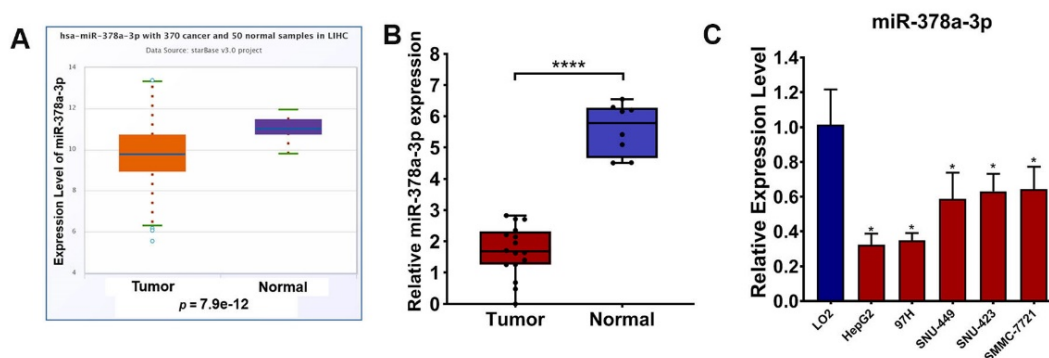 A
hsa-miR-378a-3p with 370 cancer and 50 normal samples in LIHC
Data Source: starBase v3.0 project
Expression Level of miR-378a-3p
14
12
10
8
6
4
Tumor Normal
p = 7.9e-12
B
Relative miR-378a-3p expression
****
8
7
6
5
4
3
2
1
0
Tumor Normal
C
miR-378a-3p
Relative Expression Level
1.4
1.2
1.0
0.8
0.6
0.4
0.2
0.0
* * * * *
LO2 HepG2 97H SNU-449 SNU-423 SMMC-7721